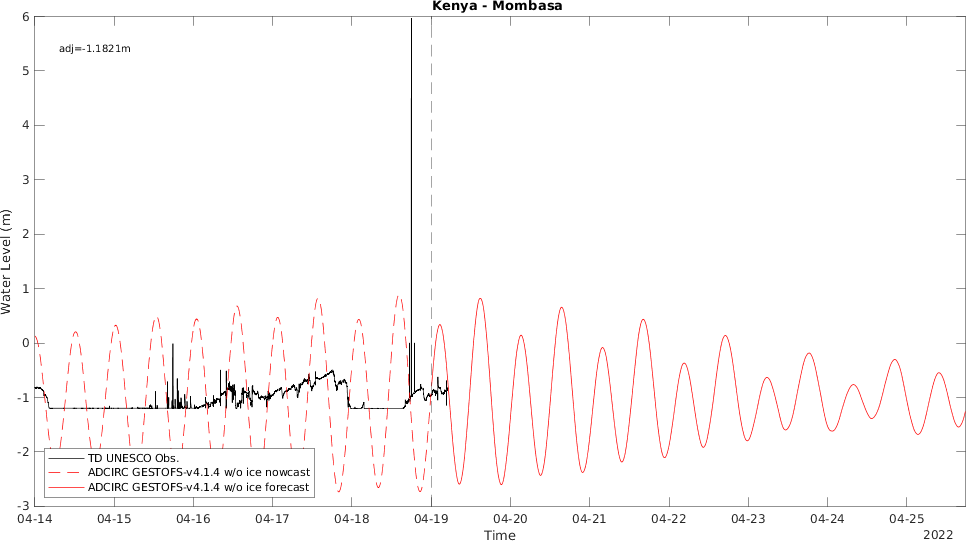 Kenya - Mombasa
adj=-1.1821m
6
5
4
3
2
1
0
-1
-2
-3
Water Level (m)
TD UNESCO Obs.
ADCIRC GESTOFS-v4.1.4 w/o ice nowcast
ADCIRC GESTOFS-v4.1.4 w/o ice forecast
04-14 04-15 04-16 04-17 04-18 04-19 04-20 04-21 04-22 04-23 04-24 04-25
Time
2022